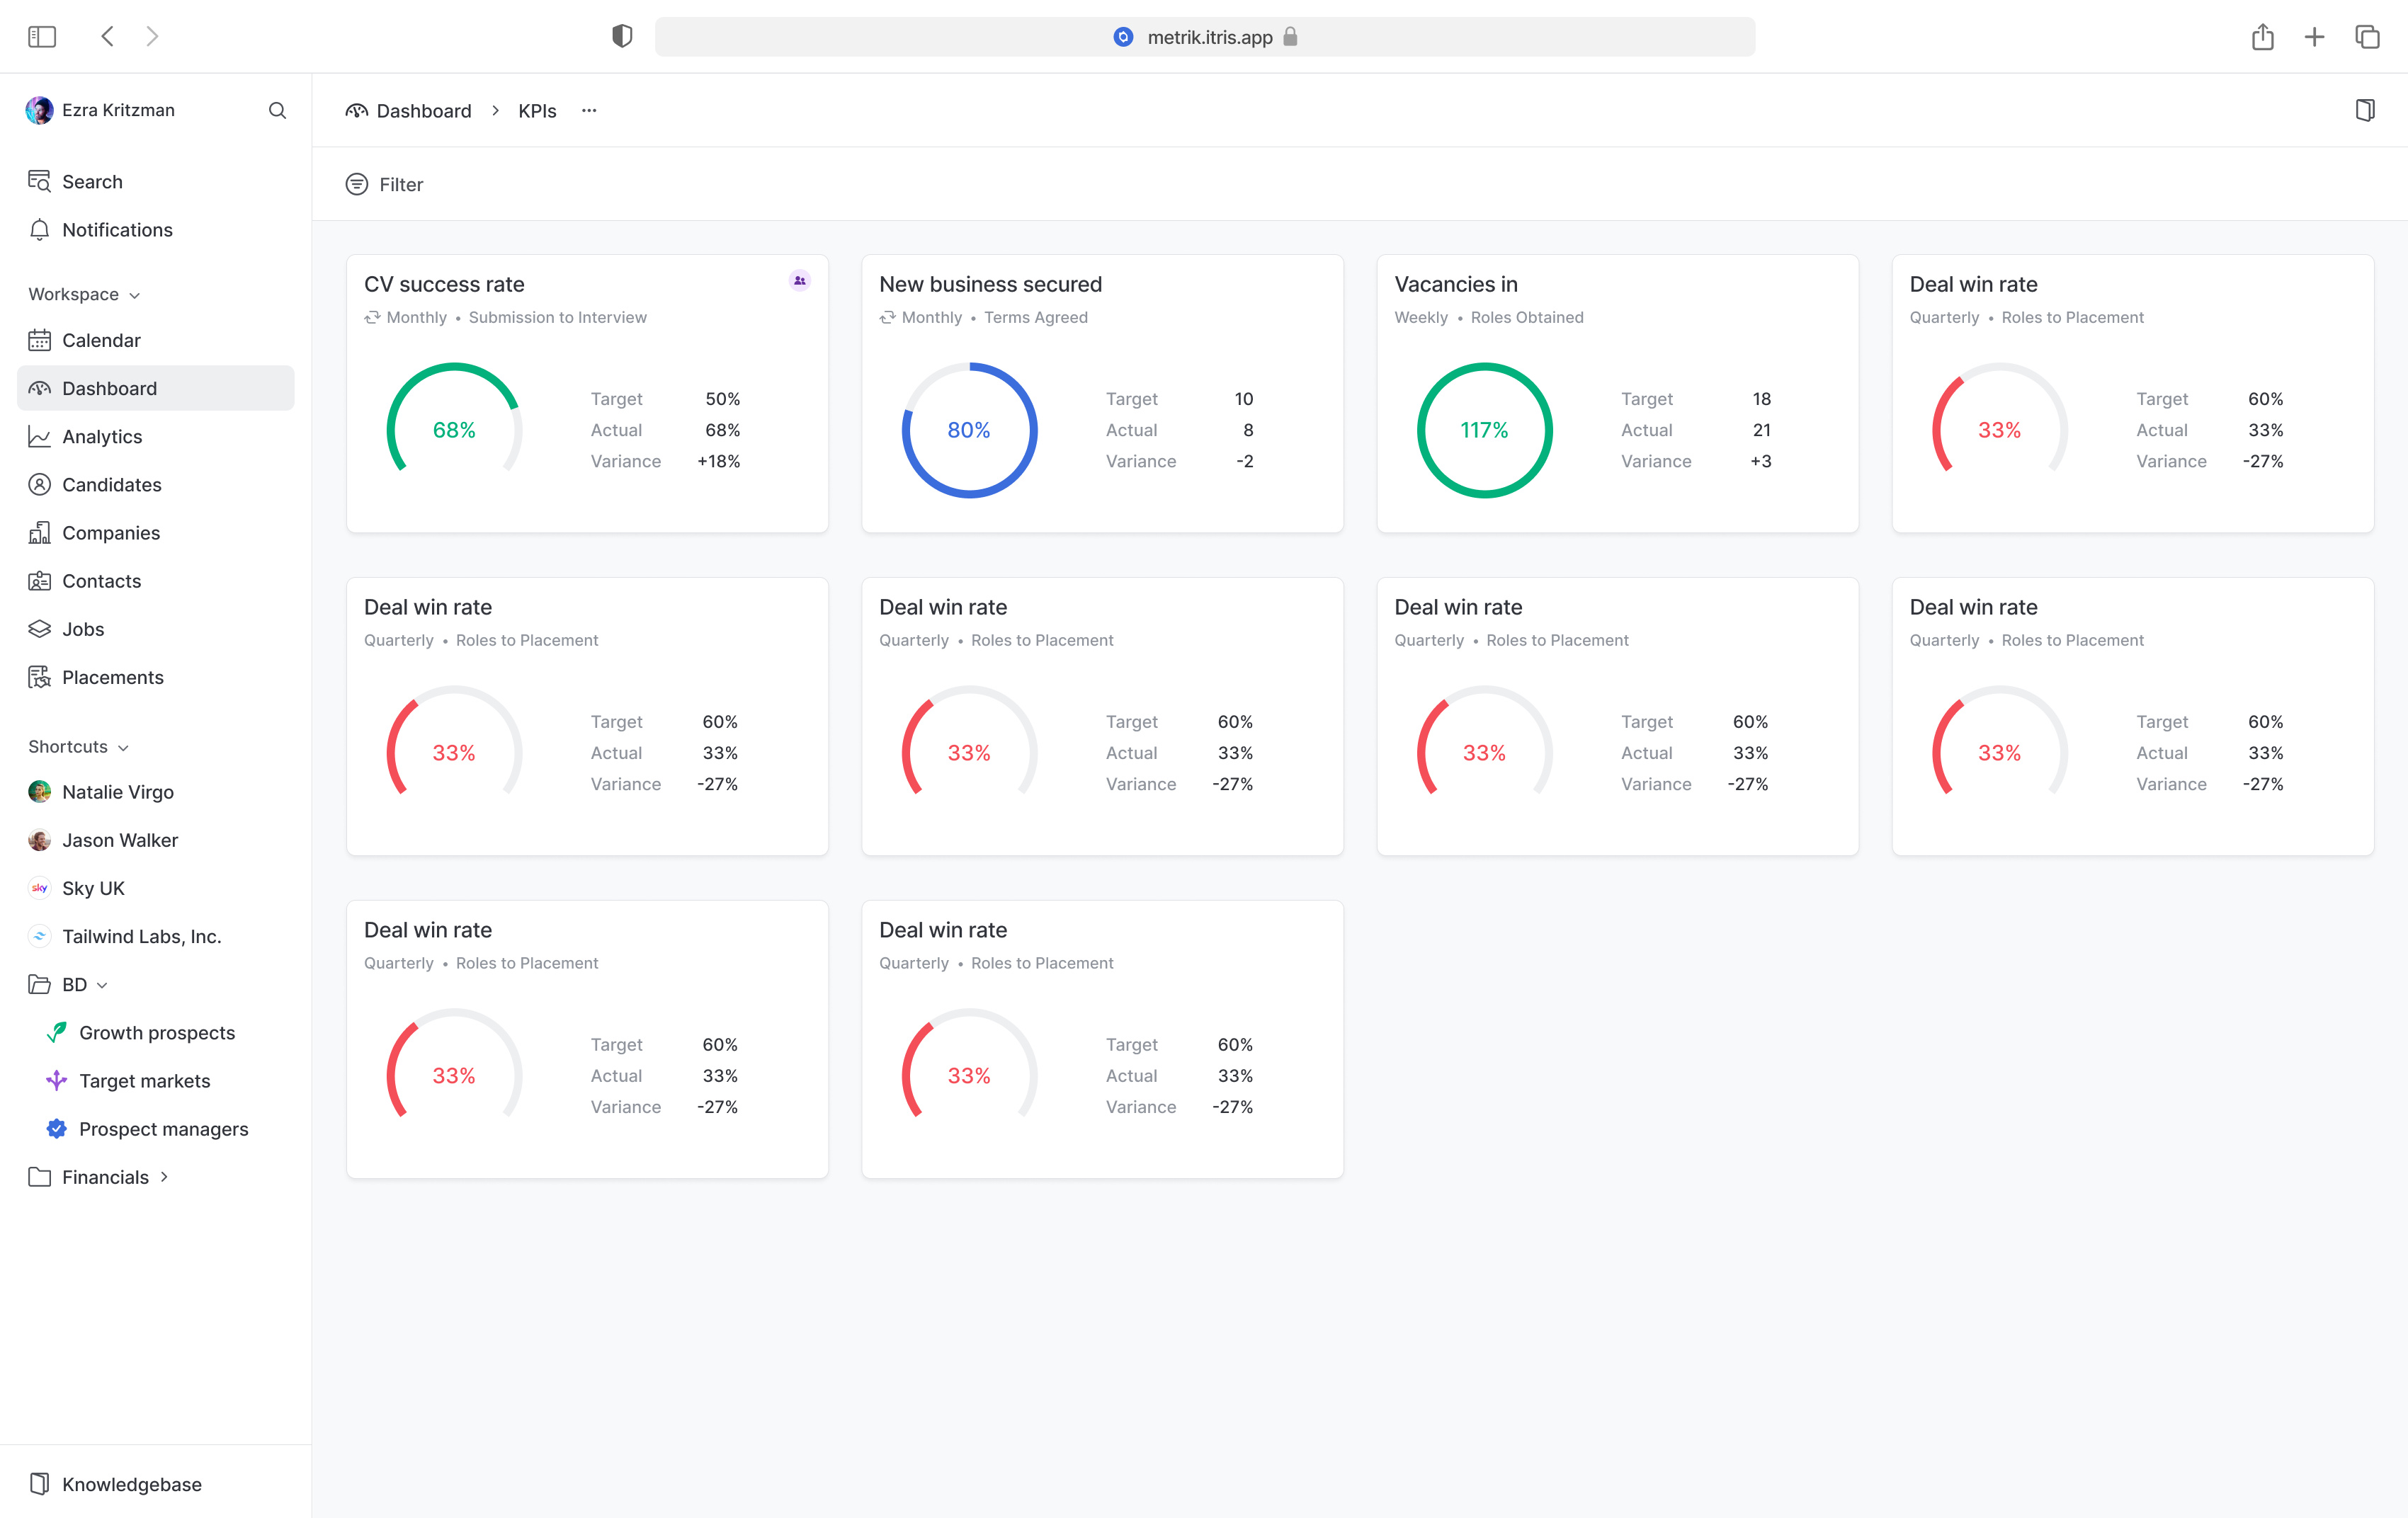 metrik.itris.app
Ezra Kritzman
Dashboard
KPIs
Search
Notifications
Filter
Workspace
Calendar
Dashboard
Analytics
Candidates
Companies
Contacts
Jobs
Placements
Shortcuts
Natalie Virgo
Jason Walker
sky
Sky UK
Tailwind Labs, Inc.
BD
Growth prospects
Target markets
Prospect managers
Financials
Knowledgebase
CV success rate
Monthly • Submission to Interview
68%
Target 50%
Actual 68%
Variance +18%
New business secured
Monthly • Terms Agreed
80%
Target 10
Actual 8
Variance -2
Vacancies in
Weekly • Roles Obtained
117%
Target 18
Actual 21
Variance +3
Deal win rate
Quarterly • Roles to Placement
33%
Target 60%
Actual 33%
Variance -27%
Deal win rate
Quarterly • Roles to Placement
33%
Target 60%
Actual 33%
Variance -27%
Deal win rate
Quarterly • Roles to Placement
33%
Target 60%
Actual 33%
Variance -27%
Deal win rate
Quarterly • Roles to Placement
33%
Target 60%
Actual 33%
Variance -27%
Deal win rate
Quarterly • Roles to Placement
33%
Target 60%
Actual 33%
Variance -27%
Deal win rate
Quarterly • Roles to Placement
33%
Target 60%
Actual 33%
Variance -27%
Deal win rate
Quarterly • Roles to Placement
33%
Target 60%
Actual 33%
Variance -27%